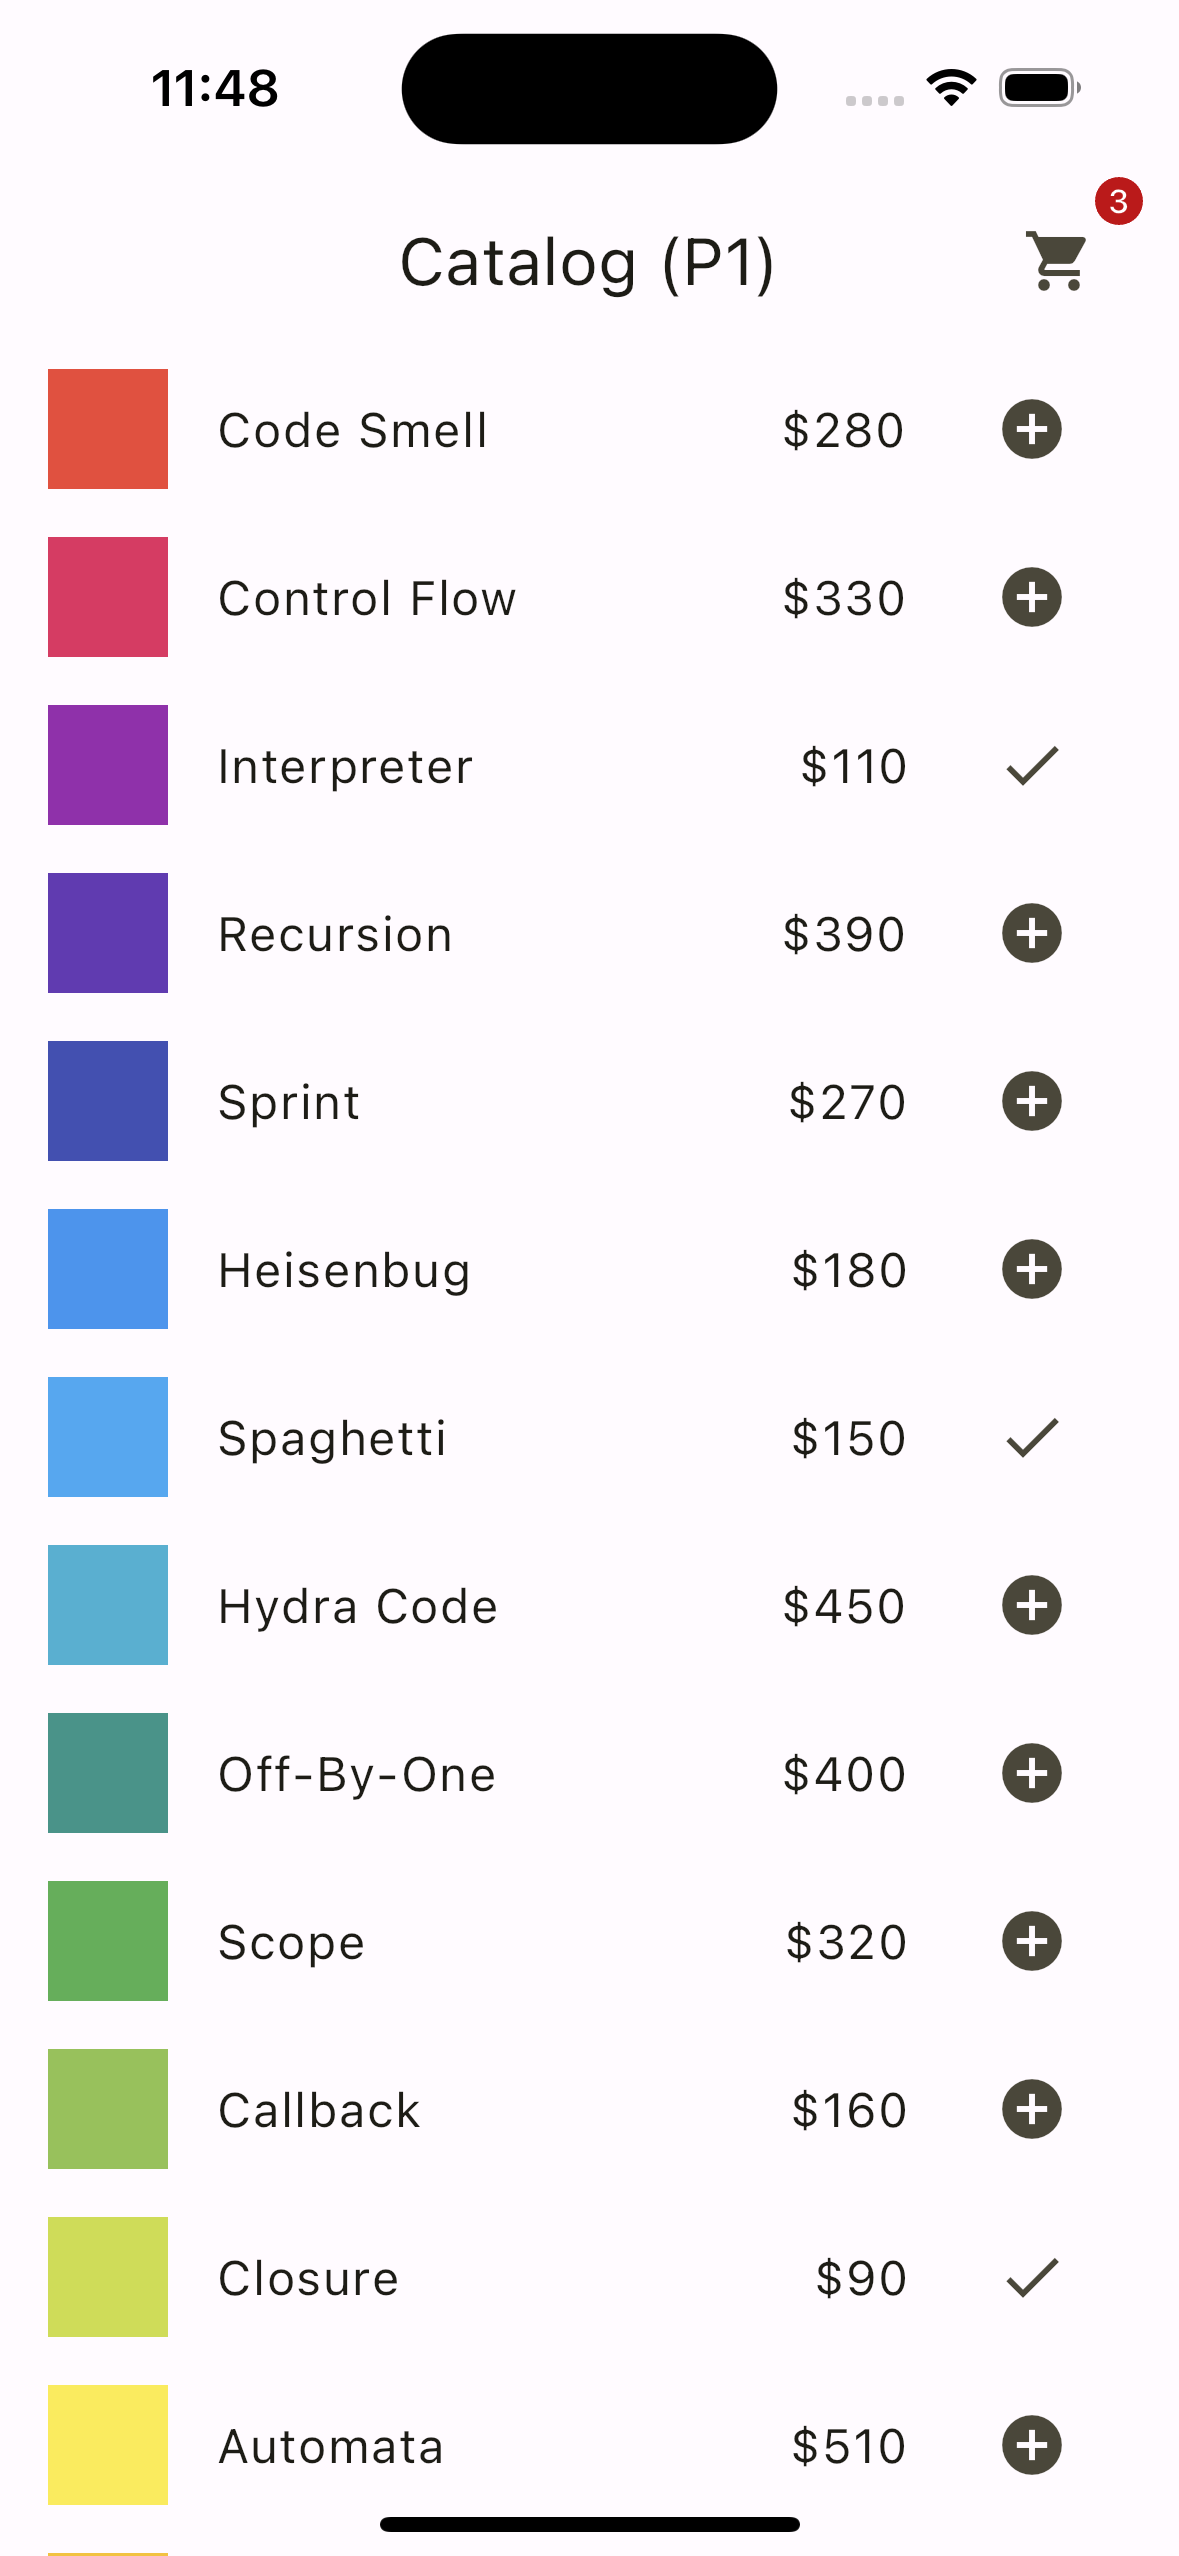 11:48
3
Catalog (P1)
Code Smell $280
Control Flow $330
Interpreter $110
Recursion $390
Sprint $270
Heisenbug $180
Spaghetti $150
Hydra Code $450
Off-By-One $400
Scope $320
Callback $160
Closure $90
Automata $510